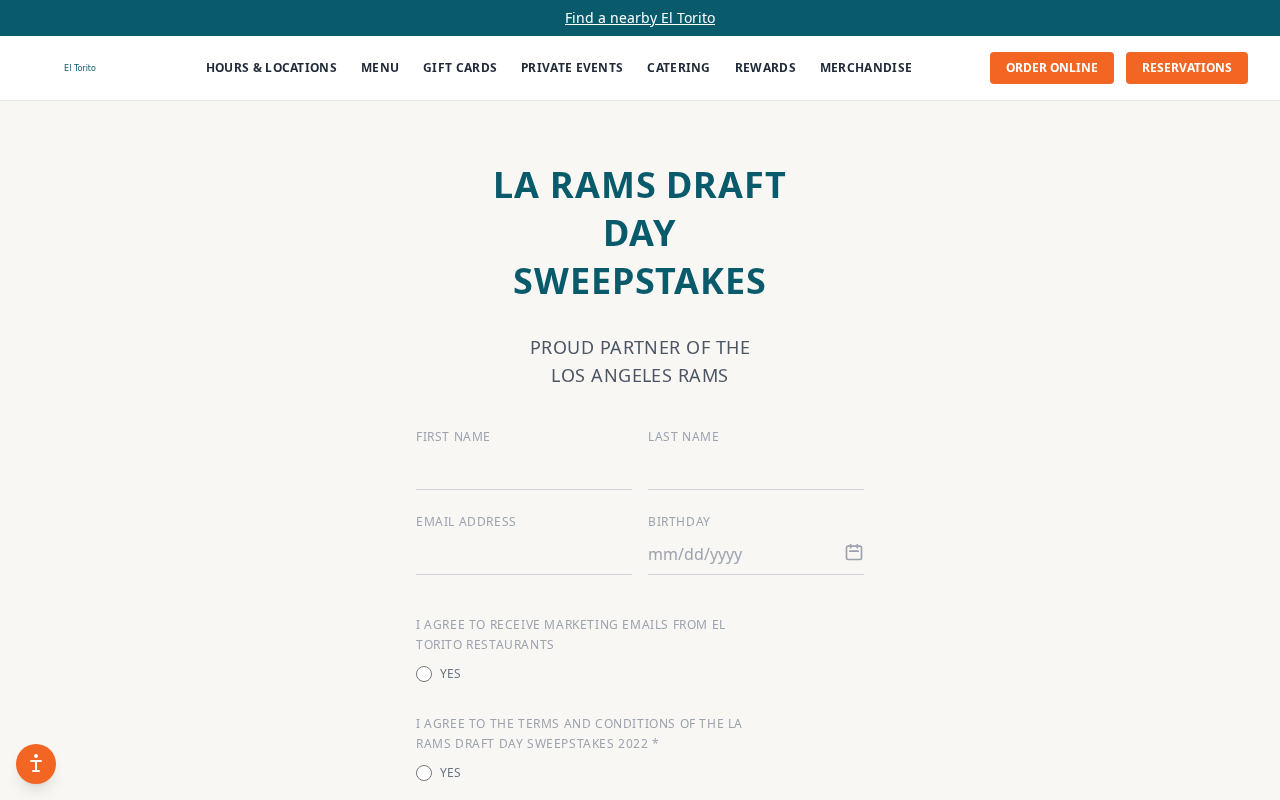 Find a nearby El Torito
El Torito
HOURS & LOCATIONS MENU GIFT CARDS PRIVATE EVENTS CATERING REWARDS MERCHANDISE ORDER ONLINE RESERVATIONS
LA RAMS DRAFT
DAY
SWEEPSTAKES
PROUD PARTNER OF THE
LOS ANGELES RAMS
FIRST NAME LAST NAME
EMAIL ADDRESS BIRTHDAY
mm/dd/yyyy
I AGREE TO RECEIVE MARKETING EMAILS FROM EL
TORITO RESTAURANTS
YES
I AGREE TO THE TERMS AND CONDITIONS OF THE LA
RAMS DRAFT DAY SWEEPSTAKES 2022 *
YES